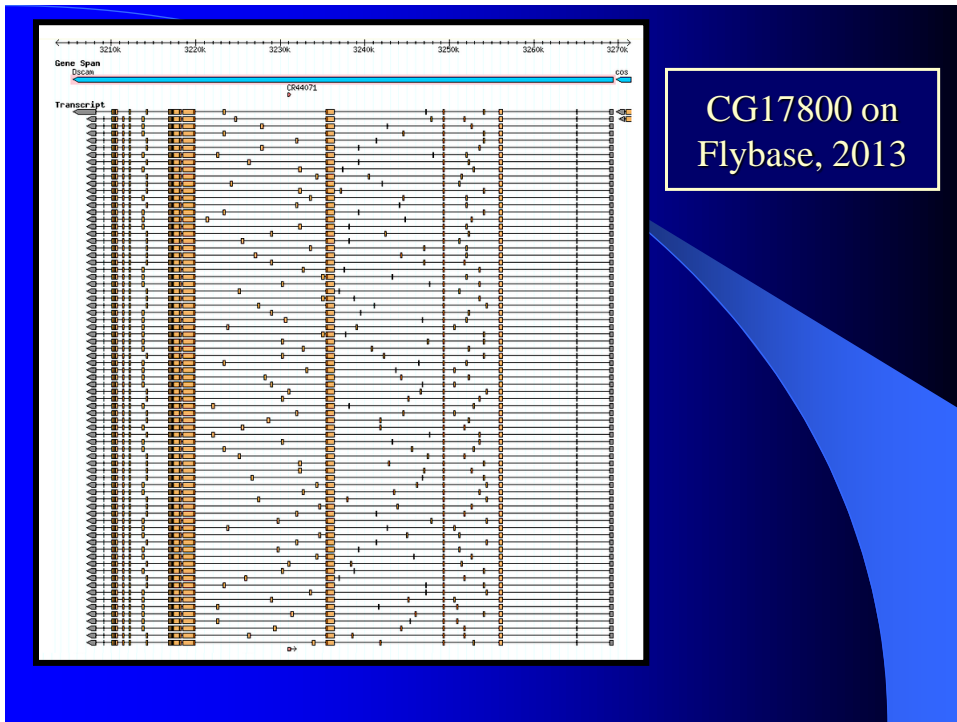 3210k 3220k 3230k 3240k 3250k 3260k 3270k
Gene Span
Dscam cos
CR44071
Transcript
CG17800 on
Flybase, 2013